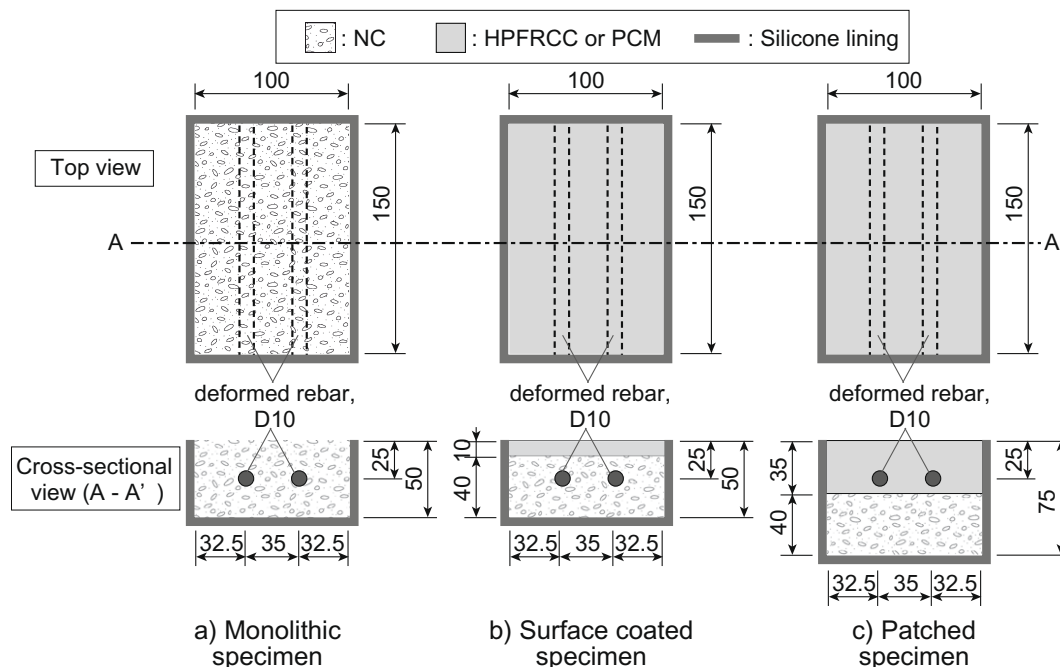 : NC
: HPFRCC or PCM
: Silicone lining
100
100
100
Top view
150
150
150
A
A
deformed rebar,
D10
deformed rebar,
D10
deformed rebar,
D10
Cross-sectional
view (A - A’ )
25
50
10
40
25
50
35
40
25
75
32.5
35
32.5
32.5
35
32.5
32.5
35
32.5
a) Monolithic
specimen
b) Surface coated
specimen
c) Patched
specimen